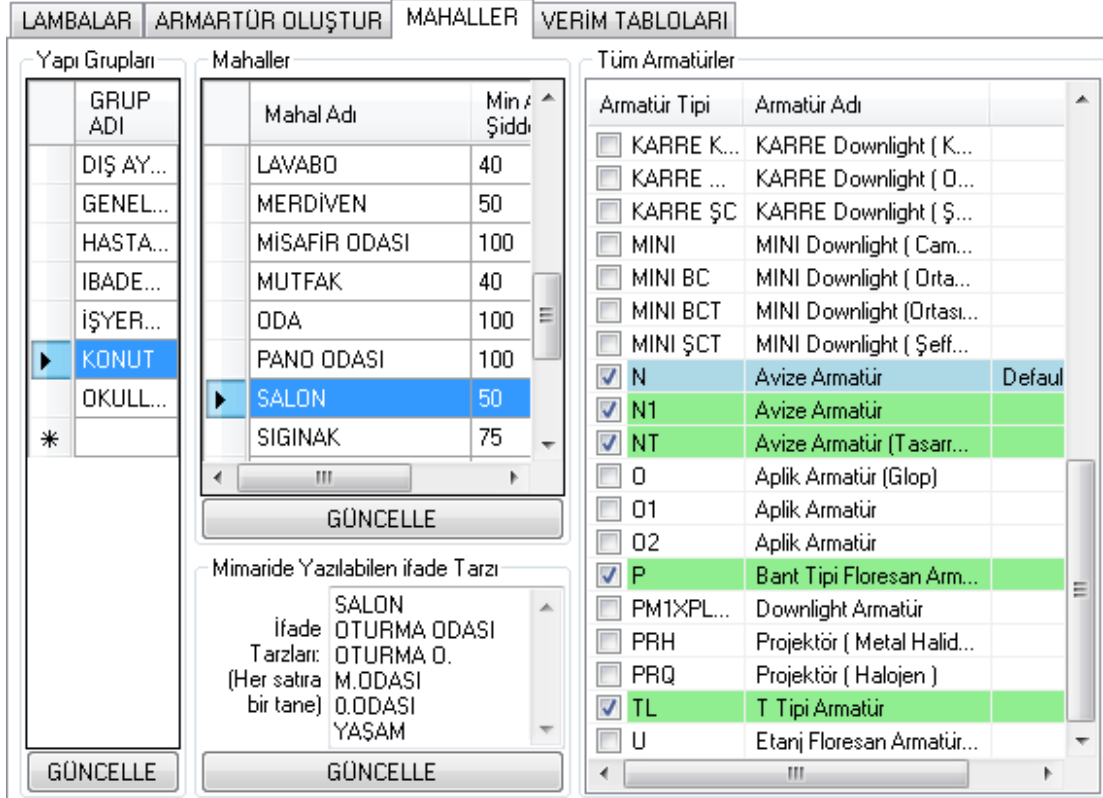 LAMBALAR ARMARTÜR OLUŞTUR MAHALLER VERİM TABLOLARI
Yapı Grupları
GRUP
ADI
DIŞ AY...
GENEL...
HASTA...
IBADE...
İŞYER...
KONUT
OKULL...
GÜNCELLE
Mahaller
Mahal Adı Min A
Şidde
LAVABO 40
MERDİVEN 50
MİSAFİR ODASI 100
MUTFAK 40
ODA 100
PANO ODASI 100
SALON 50
SIGINAK 75
GÜNCELLE
Mimaride Yazılabilen ifade Tarzı
İfade
Tarzları:
(Her satıra
bir tane)
SALON
OTURMA ODASI
OTURMA O.
M.ODASI
O.ODASI
YAŞAM
GÜNCELLE
Tüm Armatürler
Armatür Tipi Armatür Adı
KARRE K... KARRE Downlight ( K...
KARRE ... KARRE Downlight ( O...
KARRE ŞC KARRE Downlight ( Ş...
MINI MINI Downlight ( Cam...
MINI BC MINI Downlight ( Orta...
MINI BCT MINI Downlight (Ortası...
MINI ŞCT MINI Downlight ( Şeff...
N Avize Armatür Defaul
N1 Avize Armatür
NT Avize Armatür (Tasarr...
O Aplik Armatür (Glop)
O1 Aplik Armatür
O2 Aplik Armatür
P Bant Tipi Floresan Arm...
PM1XPL... Downlight Armatür
PRH Projektör ( Metal Halid...
PRQ Projektör ( Halojen )
TL T Tipi Armatür
U Etanj Floresan Armatür...